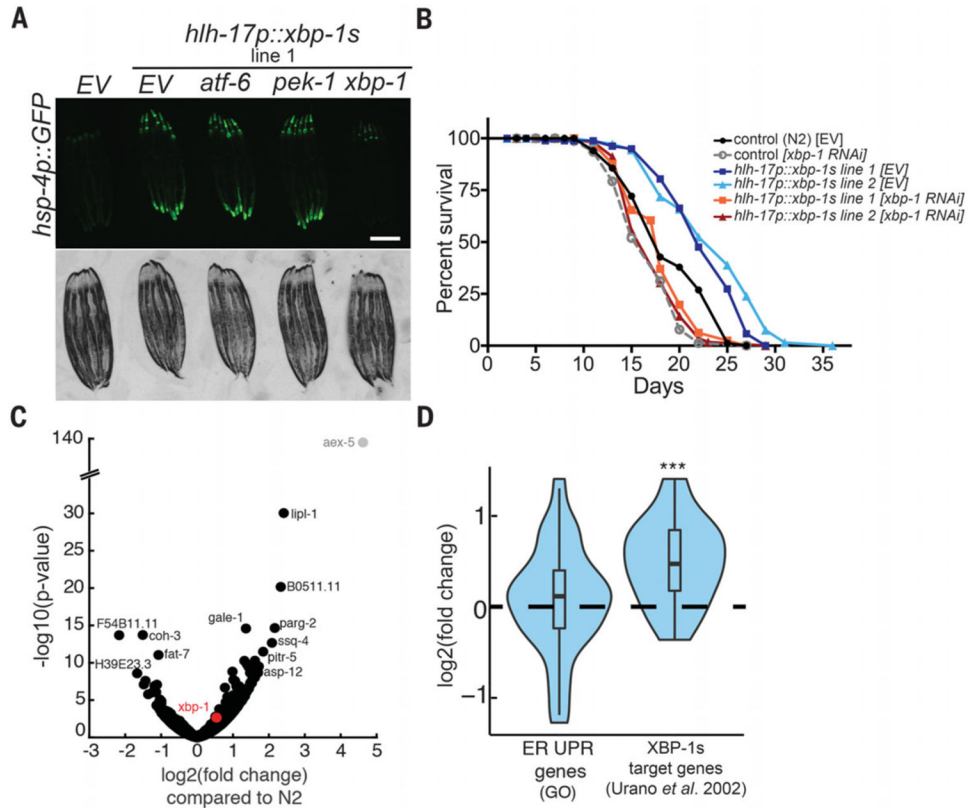 A
hlh-17p::xbp-1s
line 1
EV EV atf-6 pek-1 xbp-1
hsp-4p::GFP
B
Percent survival
100
75
50
25
0
0 5 10 15 20 25 30 35
Days
control (N2) [EV]
control [xbp-1 RNAi]
hlh-17p::xbp-1s line 1 [EV]
hlh-17p::xbp-1s line 2 [EV]
hlh-17p::xbp-1s line 1 [xbp-1 RNAi]
hlh-17p::xbp-1s line 2 [xbp-1 RNAi]
C
-log10(p-value)
140
30
25
20
15
10
5
0
-3 -2 -1 0 1 2 3 4 5
log2(fold change)
compared to N2
aex-5
lipl-1
B0511.11
gale-1
parg-2
F54B11.11
coh-3
ssq-4
fat-7
pitr-5
H39E23.3
asp-12
xbp-1
D
log2(fold change)
1
0
−1
***
ER UPR
genes
(GO)
XBP-1s
target genes
(Urano et al. 2002)